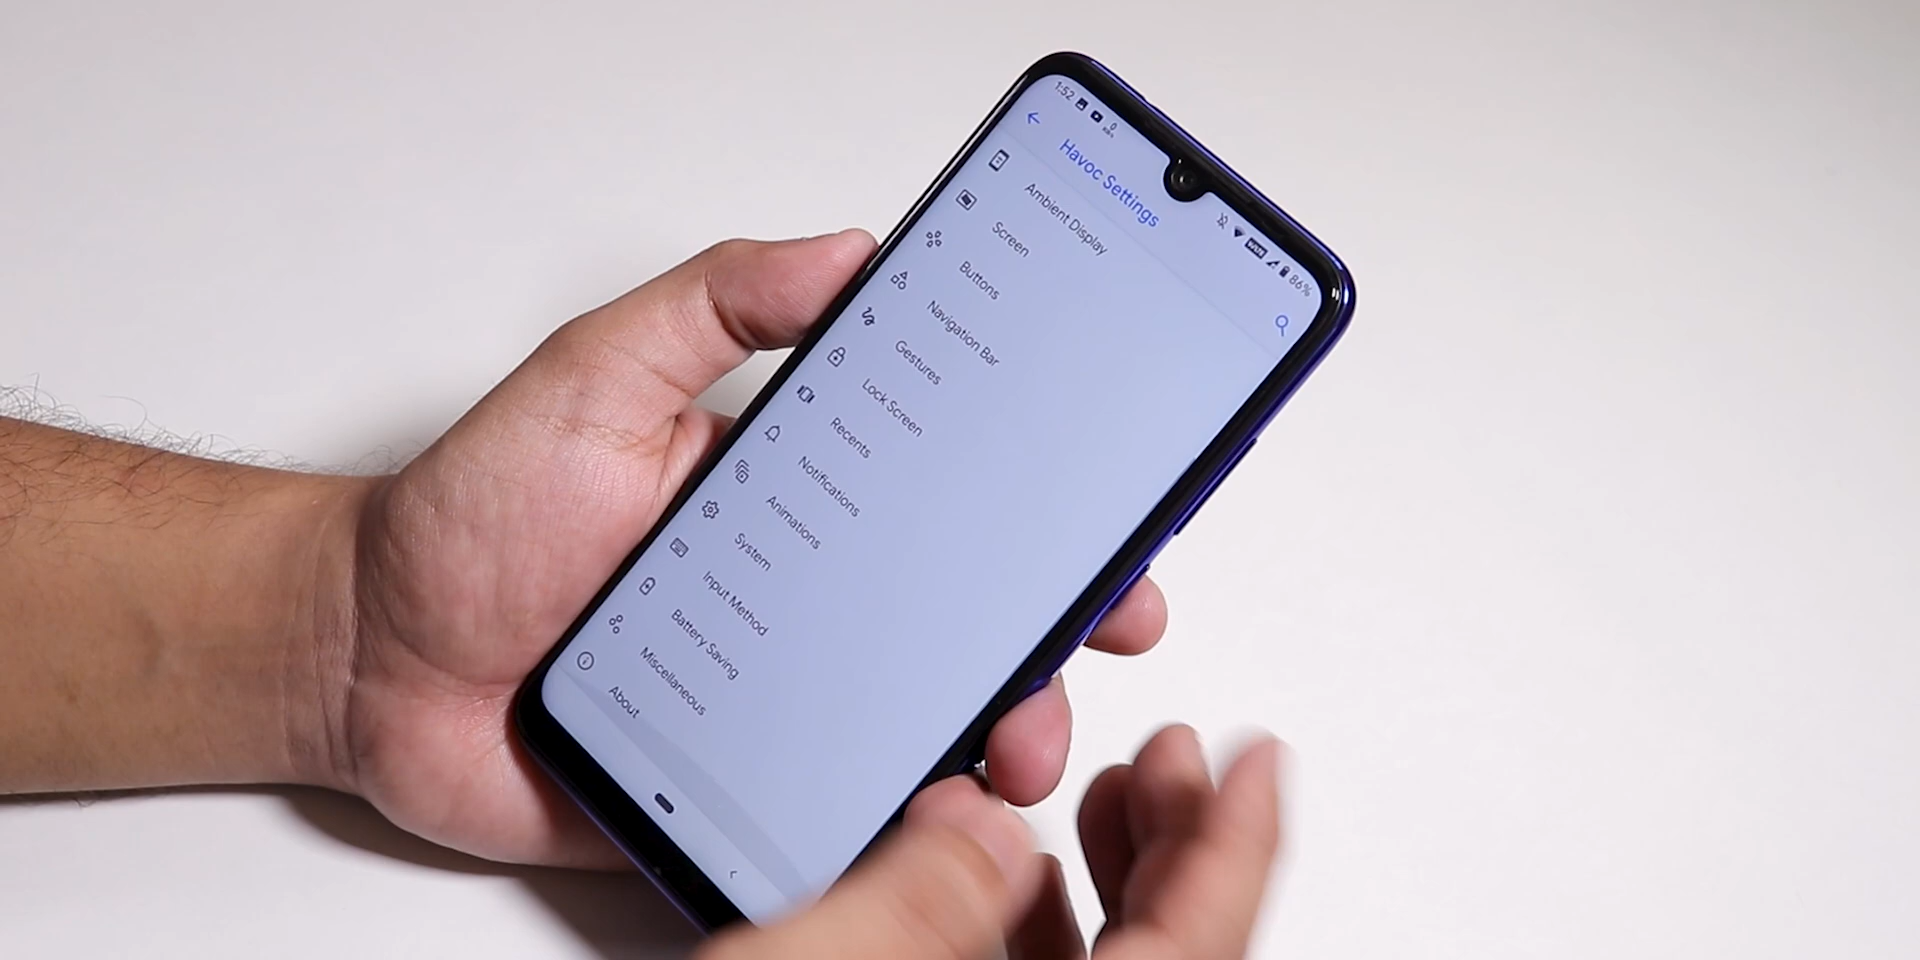 1:52
86%
Havoc Settings
Ambient Display
Screen
Buttons
Navigation Bar
Gestures
Lock Screen
Recents
Notifications
Animations
System
Input Method
Battery Saving
Miscellaneous
About